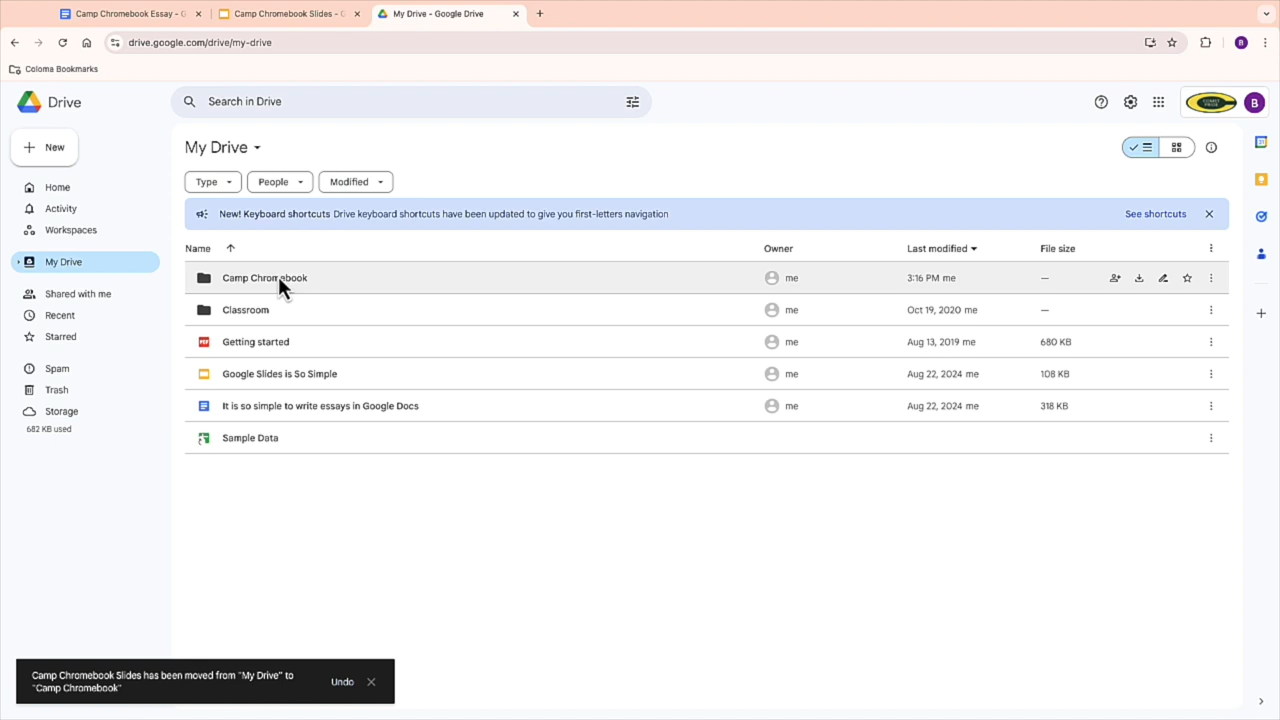 Camp Chromebook Essay - G
Camp Chromebook Slides - G
My Drive - Google Drive
drive.google.com/drive/my-drive
B
Coloma Bookmarks
Drive
Search in Drive
B
New
My Drive
Type
People
Modified
Home
Activity
Workspaces
My Drive
Shared with me
Recent
Starred
Spam
Trash
Storage
682 KB used
New! Keyboard shortcuts Drive keyboard shortcuts have been updated to give you first-letters navigation
See shortcuts
Name Owner Last modified File size
Camp Chromebook me 3:16 PM me —
Classroom me Oct 19, 2020 me —
PDF Getting started me Aug 13, 2019 me 680 KB
Google Slides is So Simple me Aug 22, 2024 me 108 KB
It is so simple to write essays in Google Docs me Aug 22, 2024 me 318 KB
Sample Data
Camp Chromebook Slides has been moved from "My Drive" to
"Camp Chromebook"
Undo